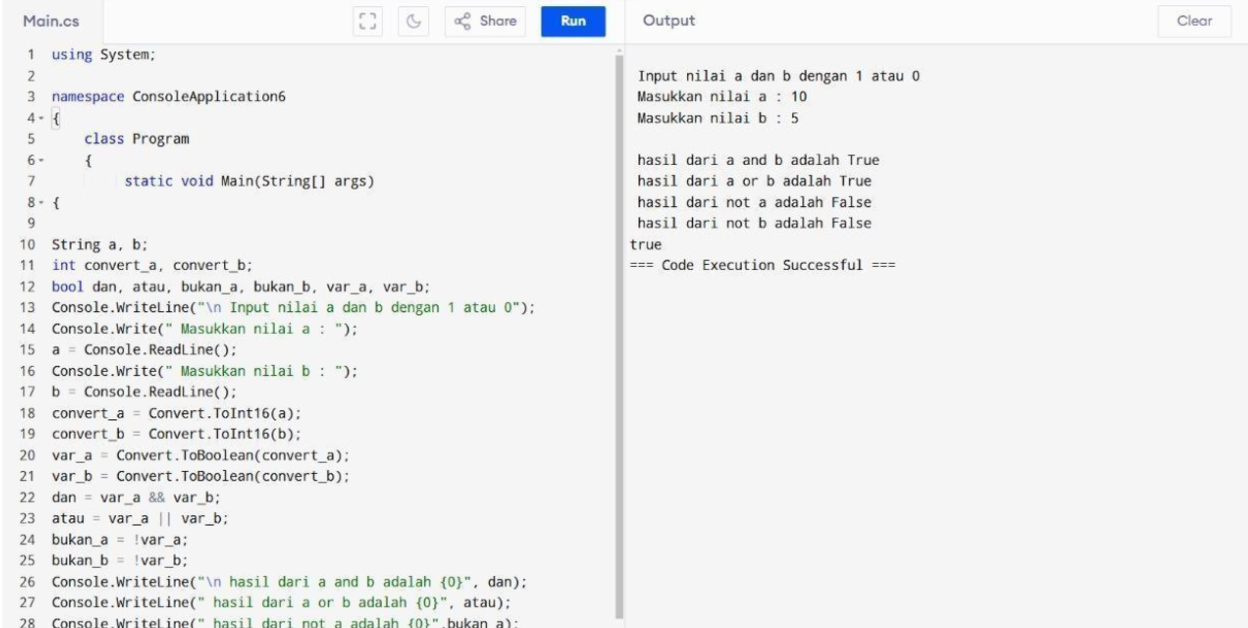 Main.cs
Share
Run
1 using System;
2
3 namespace ConsoleApplication6
4 {
5 class Program
6 {
7 static void Main(String[] args)
8 {
9
10 String a, b;
11 int convert_a, convert_b;
12 bool dan, atau, bukan_a, bukan_b, var_a, var_b;
13 Console.WriteLine("\n Input nilai a dan b dengan 1 atau 0");
14 Console.Write(" Masukkan nilai a : ");
15 a = Console.ReadLine();
16 Console.Write(" Masukkan nilai b : ");
17 b = Console.ReadLine();
18 convert_a = Convert.ToInt16(a);
19 convert_b = Convert.ToInt16(b);
20 var_a = Convert.ToBoolean(convert_a);
21 var_b = Convert.ToBoolean(convert_b);
22 dan = var_a && var_b;
23 atau = var_a || var_b;
24 bukan_a = !var_a;
25 bukan_b = !var_b;
26 Console.WriteLine("\n hasil dari a and b adalah {0}", dan);
27 Console.WriteLine(" hasil dari a or b adalah {0}", atau);
28 Console.WriteLine(" hasil dari not a adalah {0}",bukan_a);
Output
Clear
Input nilai a dan b dengan 1 atau 0
Masukkan nilai a : 10
Masukkan nilai b : 5
hasil dari a and b adalah True
hasil dari a or b adalah True
hasil dari not a adalah False
hasil dari not b adalah False
true
=== Code Execution Successful ===